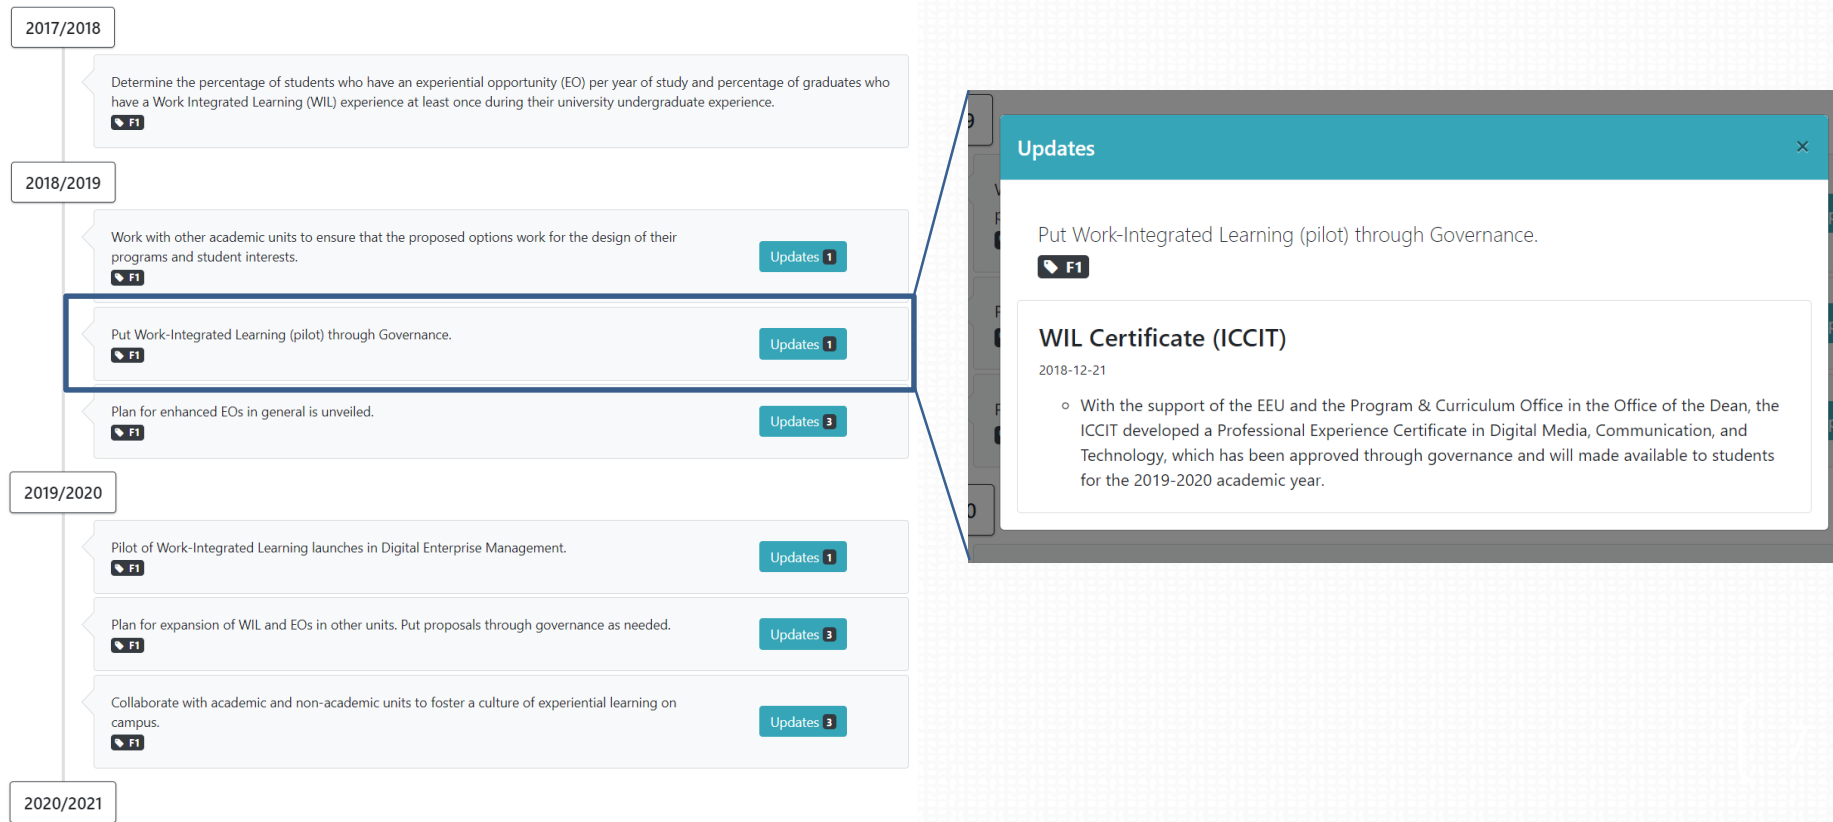 2017/2018
Determine the percentage of students who have an experiential opportunity (EO) per year of study and percentage of graduates who
have a Work Integrated Learning (WIL) experience at least once during their university undergraduate experience.
F1
2018/2019
Work with other academic units to ensure that the proposed options work for the design of their
programs and student interests.
F1
Updates 1
Put Work-Integrated Learning (pilot) through Governance.
F1
Updates 1
Plan for enhanced EOs in general is unveiled.
F1
Updates 3
2019/2020
Pilot of Work-Integrated Learning launches in Digital Enterprise Management.
F1
Updates 1
Plan for expansion of WIL and EOs in other units. Put proposals through governance as needed.
F1
Updates 3
Collaborate with academic and non-academic units to foster a culture of experiential learning on
campus.
F1
Updates 3
2020/2021
Updates ×
Put Work-Integrated Learning (pilot) through Governance.
F1
WIL Certificate (ICCIT)
2018-12-21
With the support of the EEU and the Program & Curriculum Office in the Office of the Dean, the
ICCIT developed a Professional Experience Certificate in Digital Media, Communication, and
Technology, which has been approved through governance and will made available to students
for the 2019-2020 academic year.